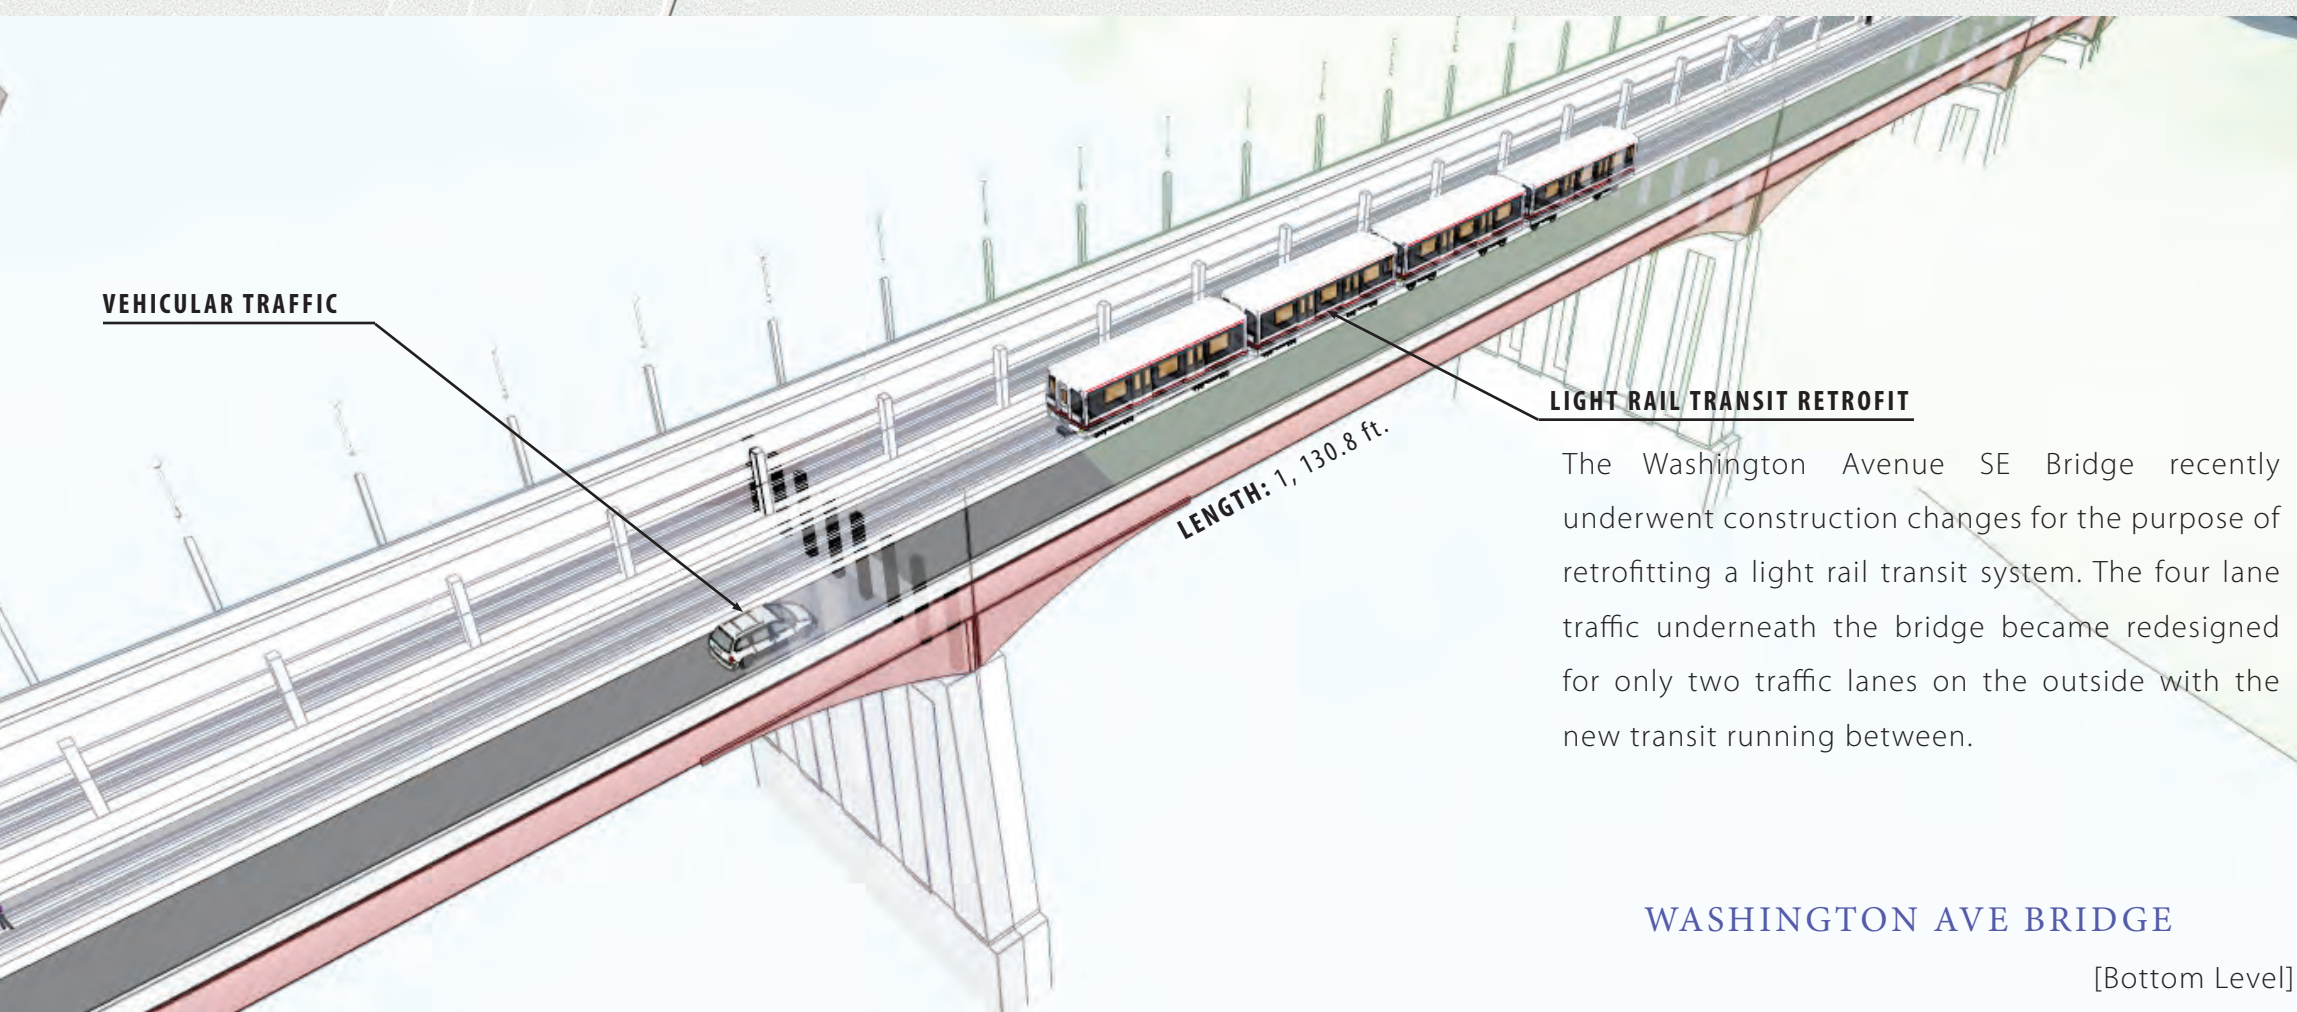 VEHICULAR TRAFFIC
LIGHT RAIL TRANSIT RETROFIT
LENGTH: 1, 130.8 ft.
The Washington Avenue SE Bridge recently
underwent construction changes for the purpose of
retrofitting a light rail transit system. The four lane
traffic underneath the bridge became redesigned
for only two traffic lanes on the outside with the
new transit running between.
WASHINGTON AVE BRIDGE
[Bottom Level]